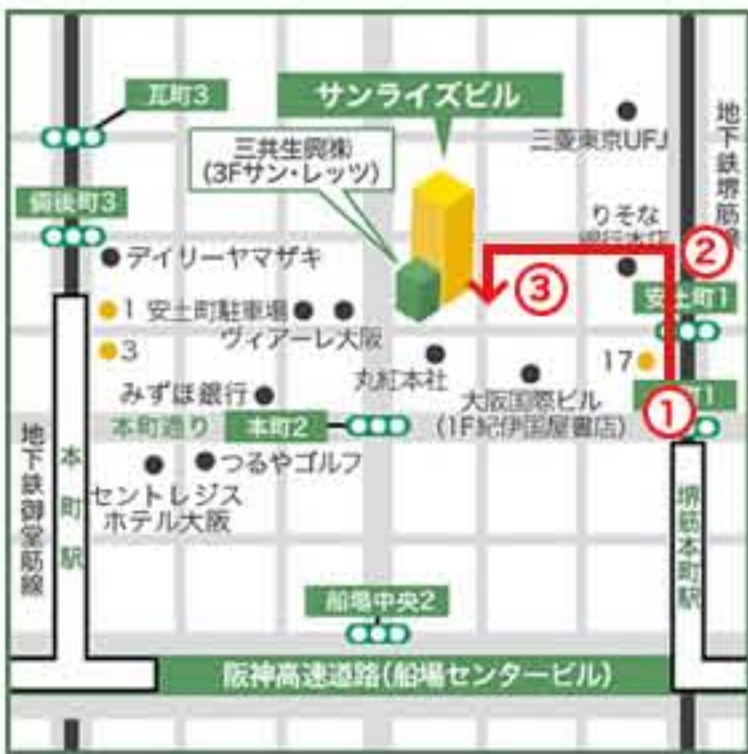 瓦町3
サンライズビル
三菱東京UFJ
地下鉄堺筋線
三共生興㈱
(3Fサン・レッツ)
備後町3
りそな
銀行本店
デイリーヤマザキ
②
③
安土町1
1
安土町駐車場
ヴィアーレ大阪
3
17
丸紅本社
みずほ銀行
大阪国際ビル
(1F紀伊国屋書店)
①
1
本町通り
本町2
地下鉄御堂筋線
本町駅
つるやゴルフ
セントレジス
ホテル大阪
堺筋本町駅
船場中央2
阪神高速道路(船場センタービル)